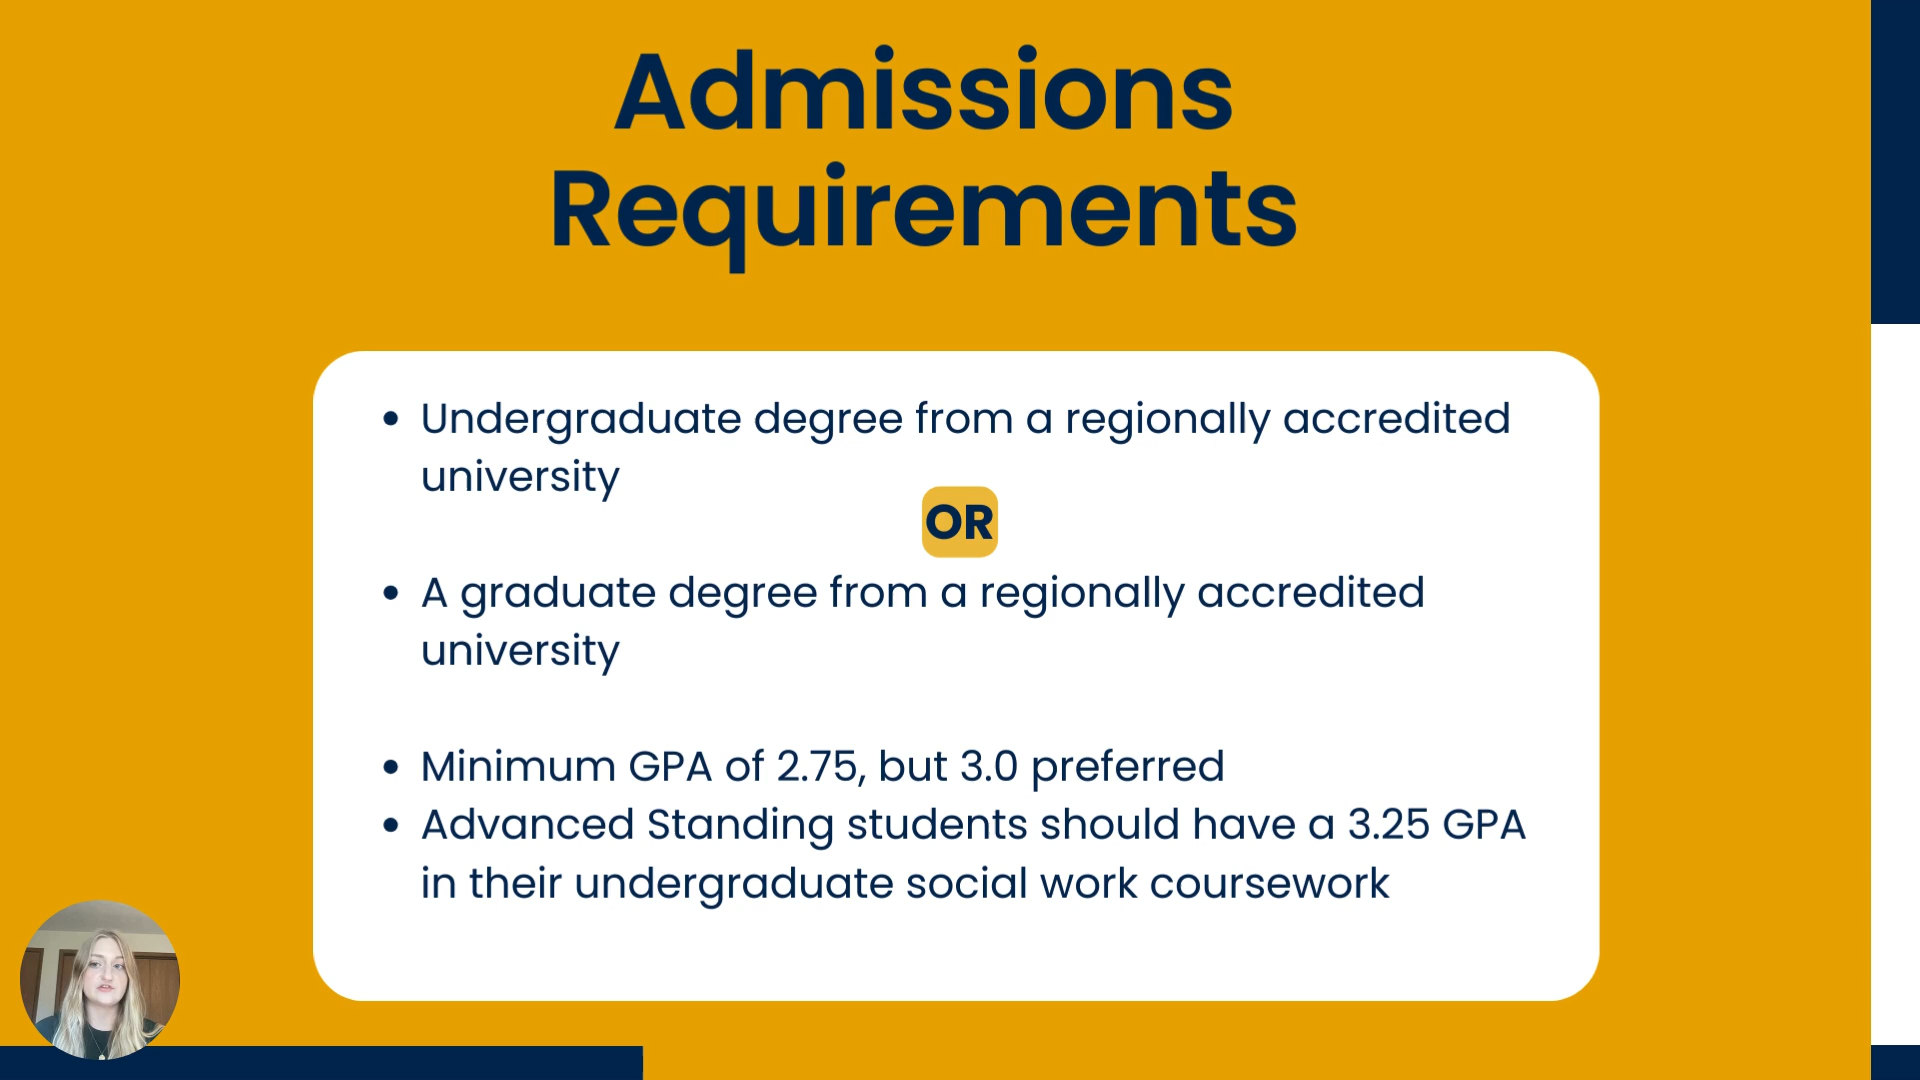 Admissions
Requirements
• Undergraduate degree from a regionally accredited
university
OR
• A graduate degree from a regionally accredited
university
• Minimum GPA of 2.75, but 3.0 preferred
• Advanced Standing students should have a 3.25 GPA
in their undergraduate social work coursework